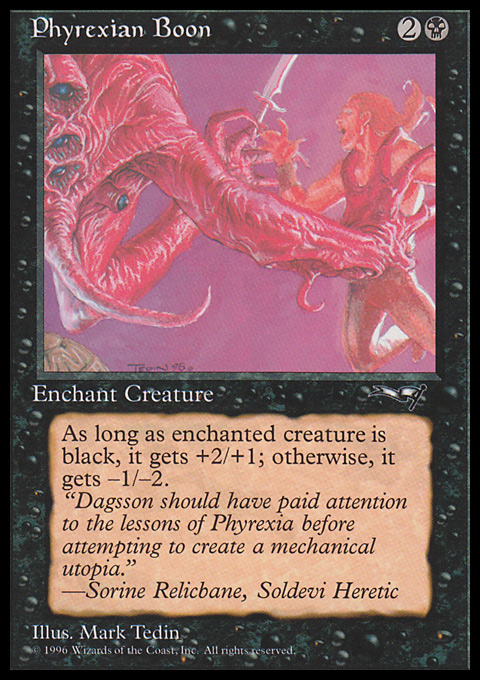 Phyrexian Boon 2
TEDIN 96
Enchant Creature
As long as enchanted creature is
black, it gets +2/+1; otherwise, it
gets –1/–2.
“Dagsson should have paid attention
to the lessons of Phyrexia before
attempting to create a mechanical
utopia.”
—Sorine Relicbane, Soldevi Heretic
Illus. Mark Tedin
© 1996 Wizards of the Coast, Inc. All rights reserved.